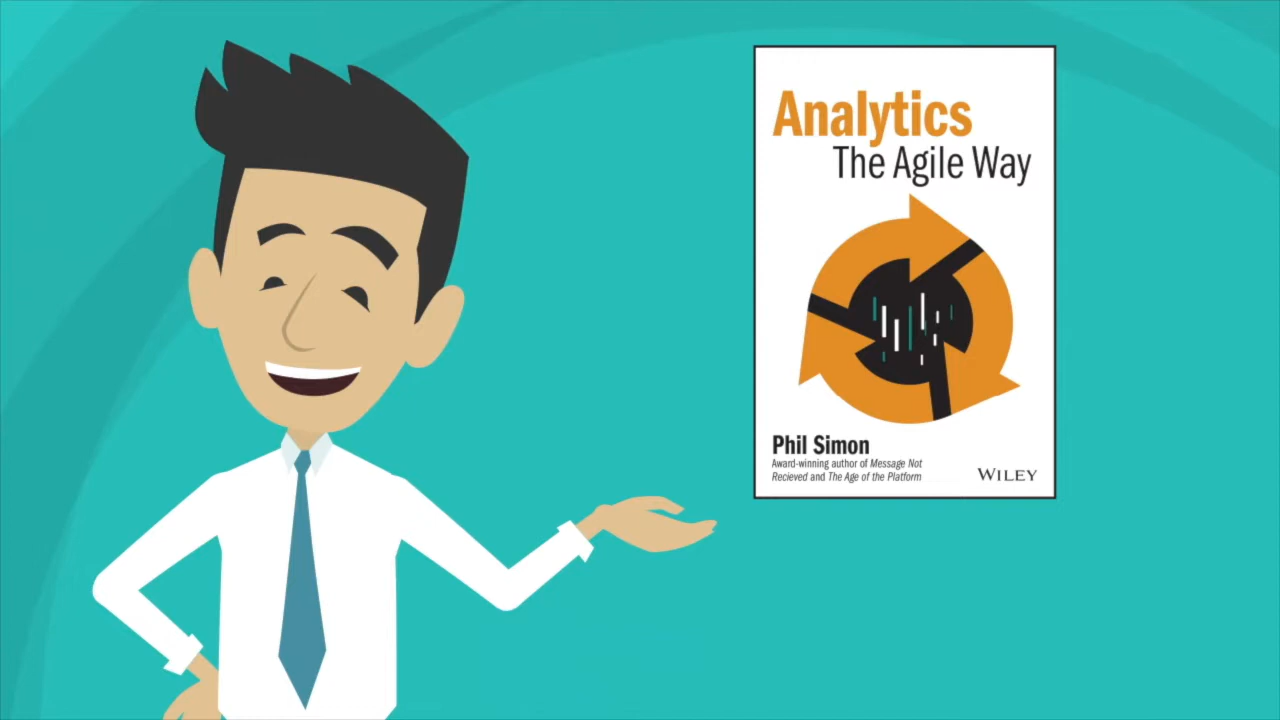 Analytics
The Agile Way
Phil Simon
Award-winning author of Message Not
Recieved and The Age of the Platform
WILEY